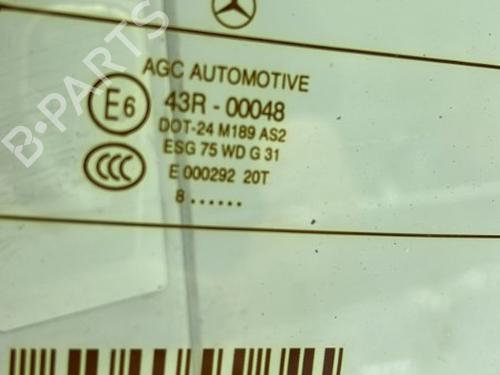 B-PARTS
AGC AUTOMOTIVE
E6 43R - 00048
DOT-24 M189 AS2
CCC ESG 75 WD G 31
E 000292 20T
8 ......